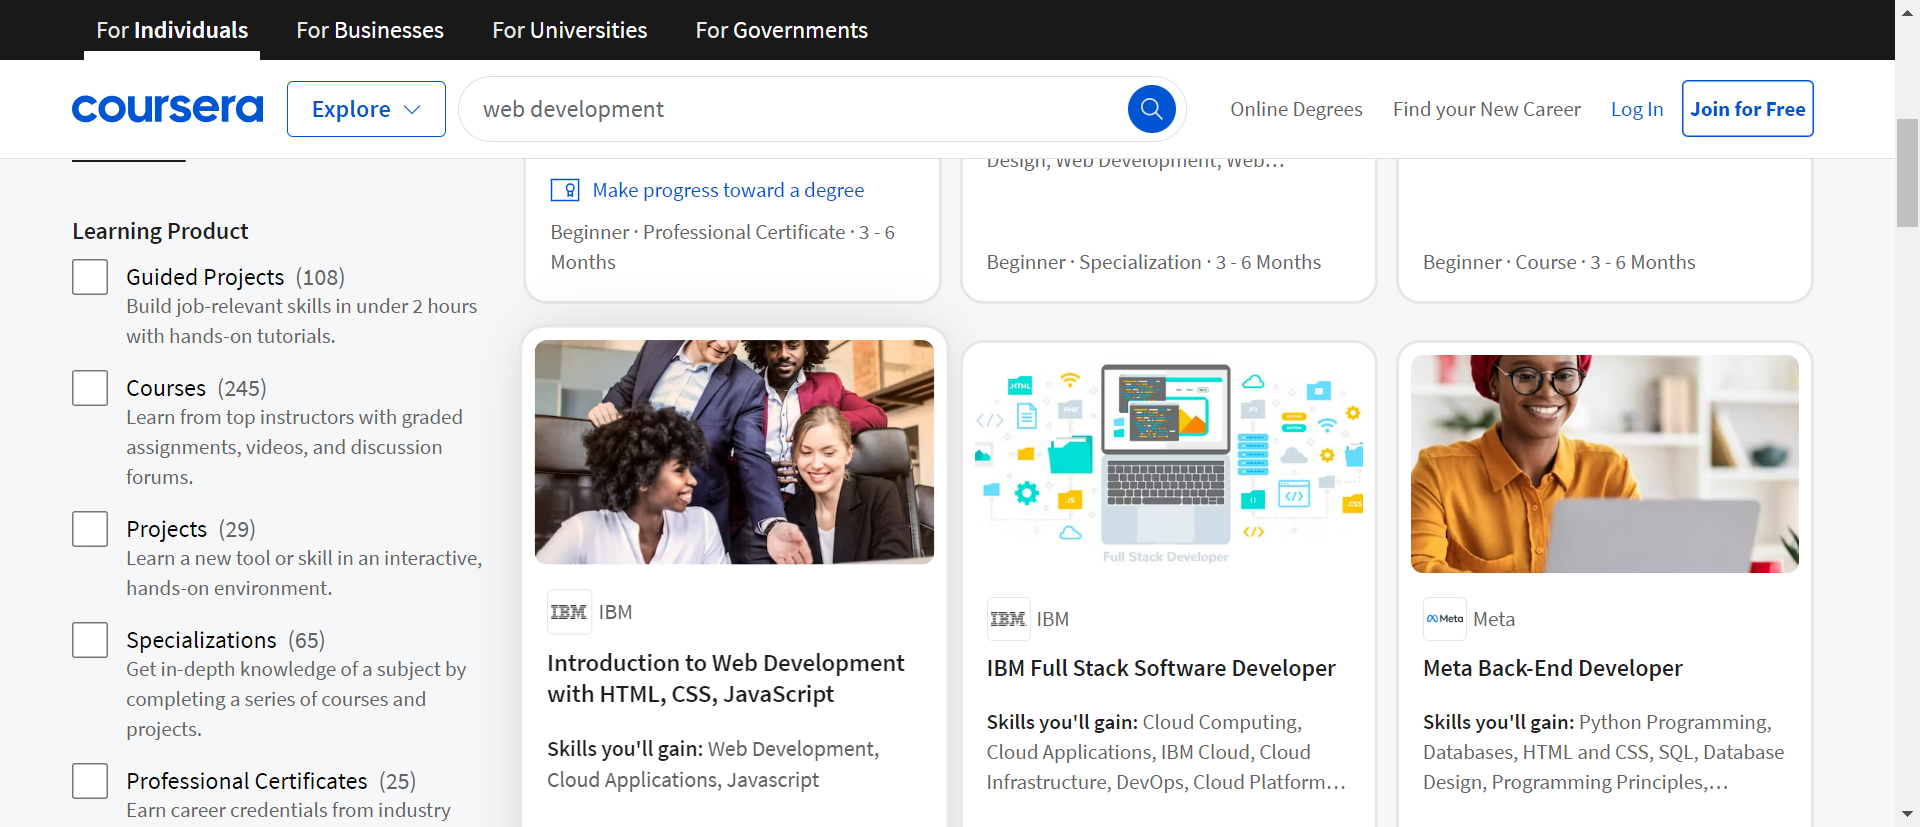 For Individuals
For Businesses
For Universities
For Governments
coursera
Explore
web development
Online Degrees
Find your New Career
Log In
Join for Free
Learning Product
Guided Projects (108)
Build job-relevant skills in under 2 hours
with hands-on tutorials.
Courses (245)
Learn from top instructors with graded
assignments, videos, and discussion
forums.
Projects (29)
Learn a new tool or skill in an interactive,
hands-on environment.
Specializations (65)
Get in-depth knowledge of a subject by
completing a series of courses and
projects.
Professional Certificates (25)
Earn career credentials from industry
Make progress toward a degree
Beginner · Professional Certificate · 3 - 6
Months
Design, Web Development, Web…
Beginner · Specialization · 3 - 6 Months
Beginner · Course · 3 - 6 Months
IBM IBM
Introduction to Web Development
with HTML, CSS, JavaScript
Skills you'll gain: Web Development,
Cloud Applications, Javascript
.HTML
PHP
.PY
.JS
.CSS
Full Stack Developer
IBM IBM
IBM Full Stack Software Developer
Skills you'll gain: Cloud Computing,
Cloud Applications, IBM Cloud, Cloud
Infrastructure, DevOps, Cloud Platform…
Meta Meta
Meta Back-End Developer
Skills you'll gain: Python Programming,
Databases, HTML and CSS, SQL, Database
Design, Programming Principles,…